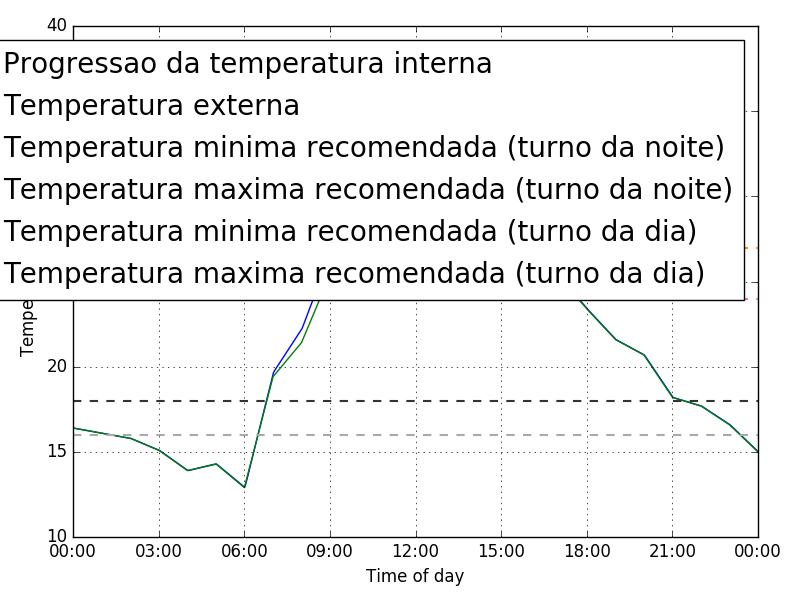 40
Progressao da temperatura interna
Temperatura externa
Temperatura minima recomendada (turno da noite)
Temperatura maxima recomendada (turno da noite)
Temperatura minima recomendada (turno da dia)
Temperatura maxima recomendada (turno da dia)
Tempe
20
15
10
00:00 03:00 06:00 09:00 12:00 15:00 18:00 21:00 00:00
Time of day